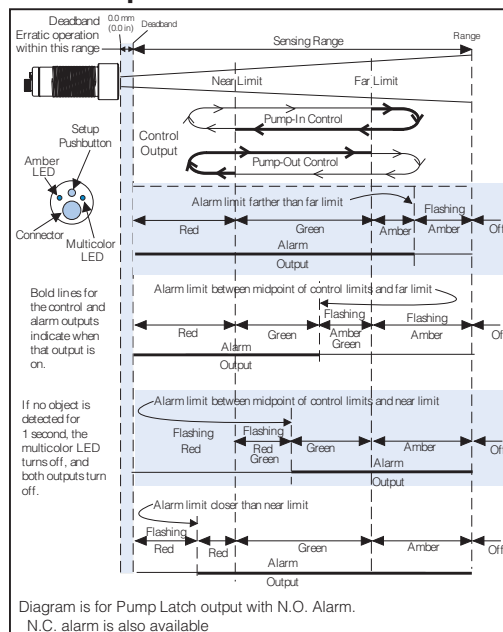 Deadband
Erratic operation
within this range
0.0 mm
(0.0 in)
Deadband
Sensing Range
Range
Near Limit
Far Limit
Control
Output
Pump-In Control
Pump-Out Control
Setup
Pushbutton
Amber
LED
Connector
Multicolor
LED
Alarm limit farther than far limit
Flashing
Red
Green
Amber
Amber
Off
Alarm
Output
Bold lines for
the control and
alarm outputs
indicate when
that output is
on.
Alarm limit between midpoint of control limits and far limit
Flashing
Flashing
Red
Green
Amber
Green
Amber
Off
Alarm
Output
If no object is
detected for
1 second, the
multicolor LED
turns off, and
both outputs turn
off.
Alarm limit between midpoint of control limits and near limit
Flashing
Flashing
Red
Red
Green
Green
Amber
Off
Alarm
Output
Alarm limit closer than near limit
Flashing
Red
Red
Green
Amber
Off
Alarm
Output
Diagram is for Pump Latch output with N.O. Alarm.
N.C. alarm is also available